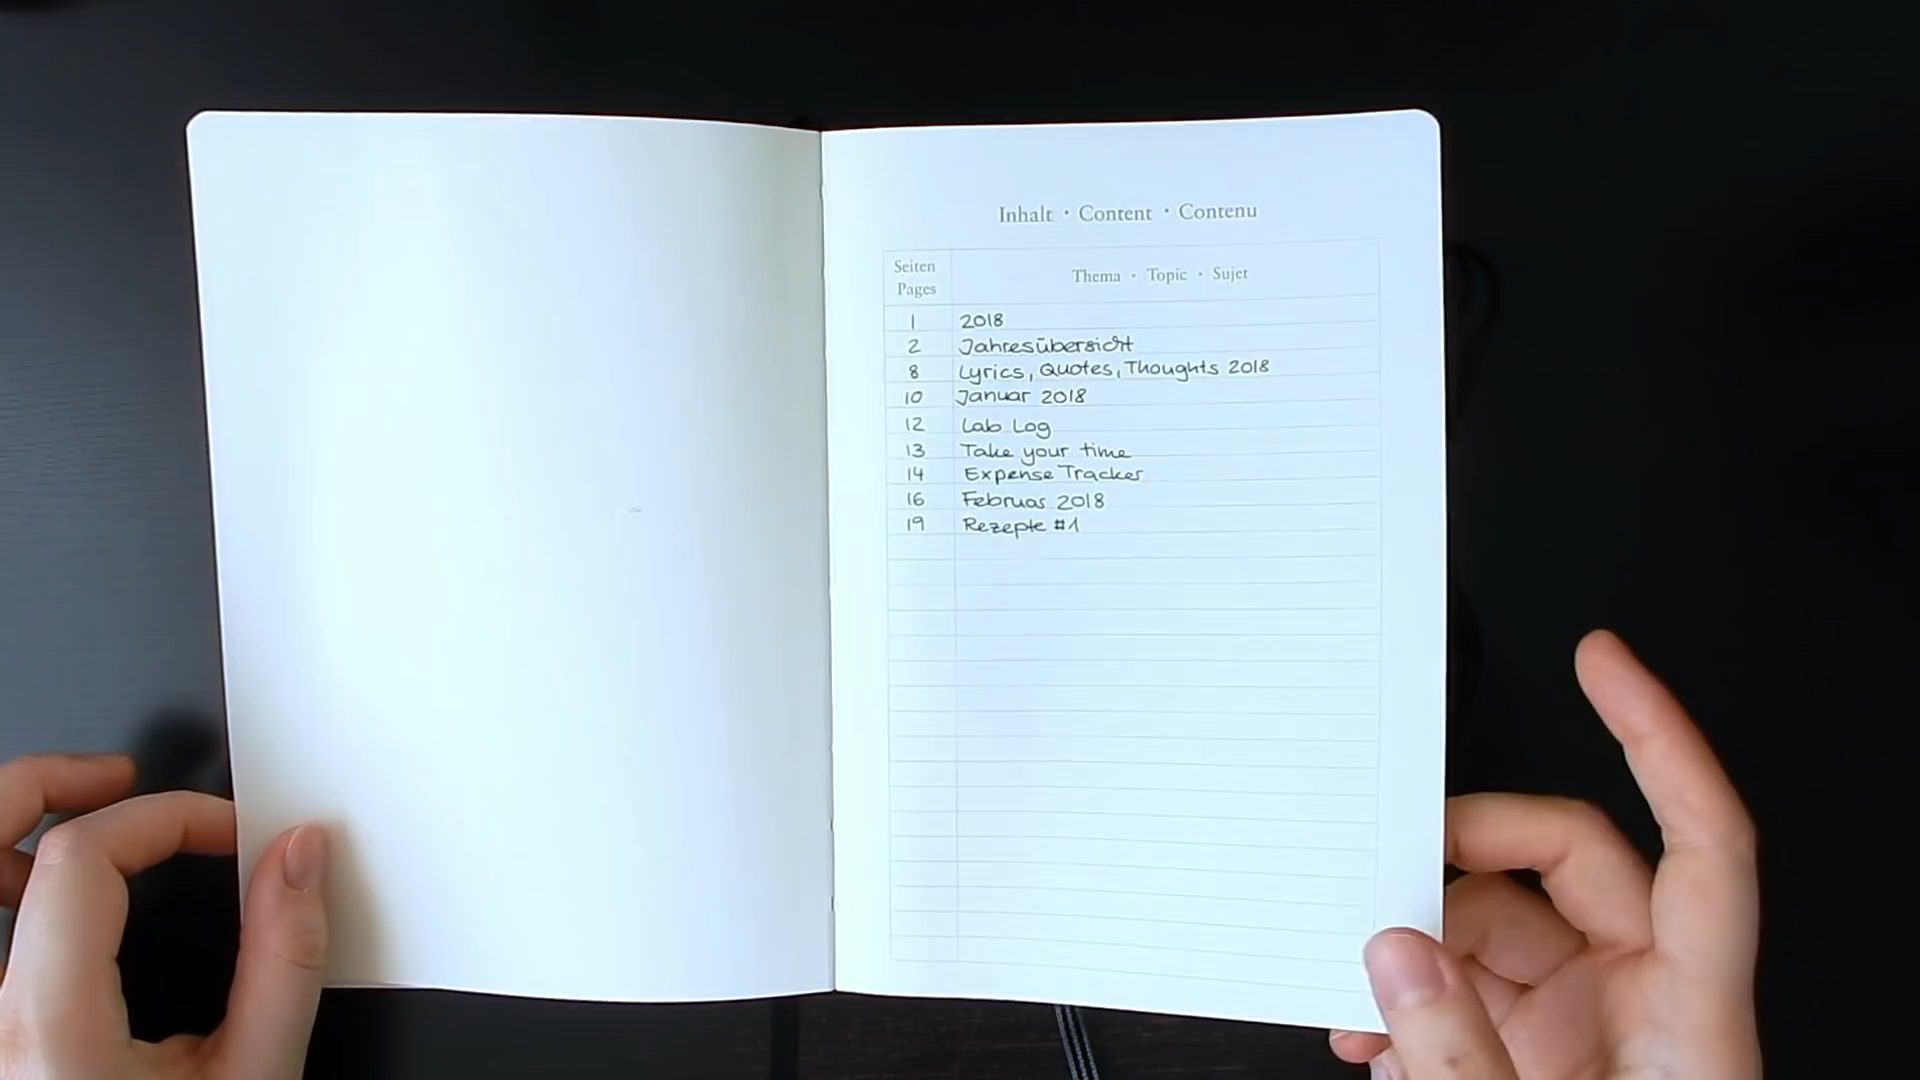 Inhalt · Content · Contenu
Seiten
Pages
Thema · Topic · Sujet
1 2018
2 Jahresübersicht
8 Lyrics, Quotes, Thoughts 2018
10 Januar 2018
12 Lab Log
13 Take your time
14 Expense Tracker
16 Februar 2018
19 Rezepte #1